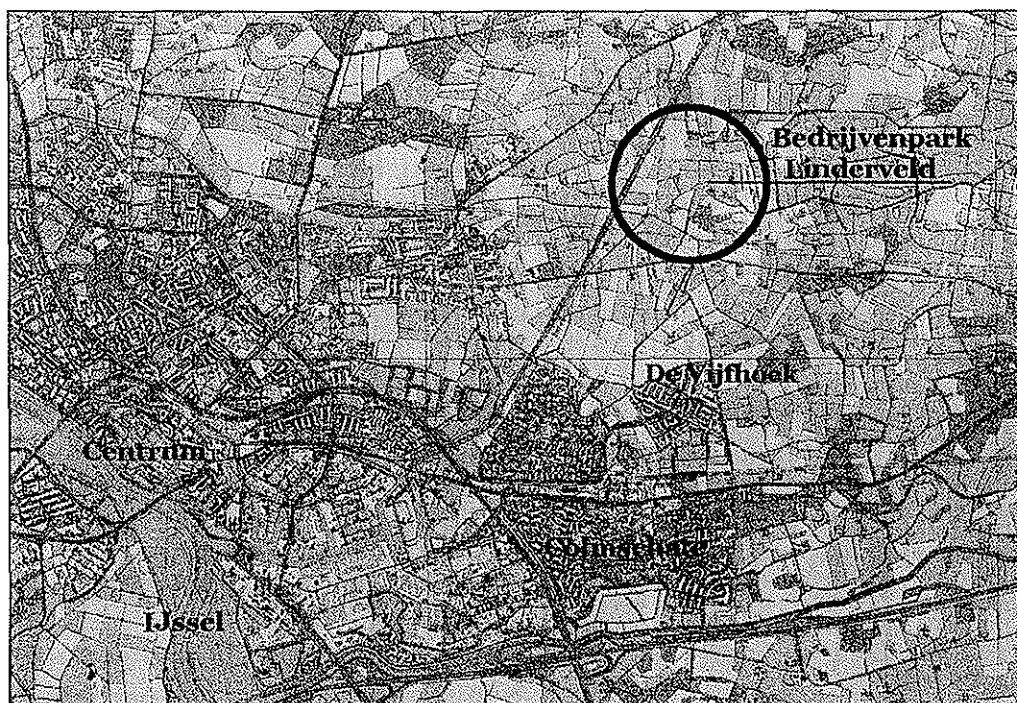 Bedrijvenpark
Linderveld
De Vijfhoek
Centrum
Colmschate
IJssel